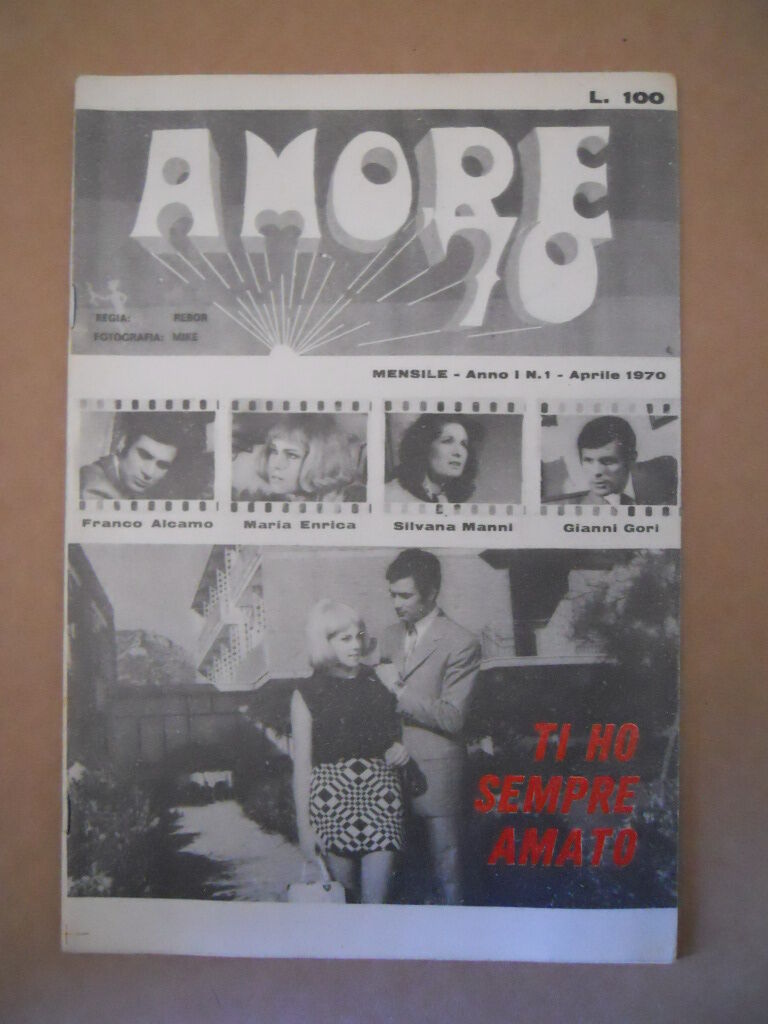 L. 100
AMORE
70
REGIA: REBOR
FOTOGRAFIA: MIKE
MENSILE - Anno I N.1 - Aprile 1970
Franco Alcamo Maria Enrica Silvana Manni Gianni Gori
TI HO
SEMPRE
AMATO